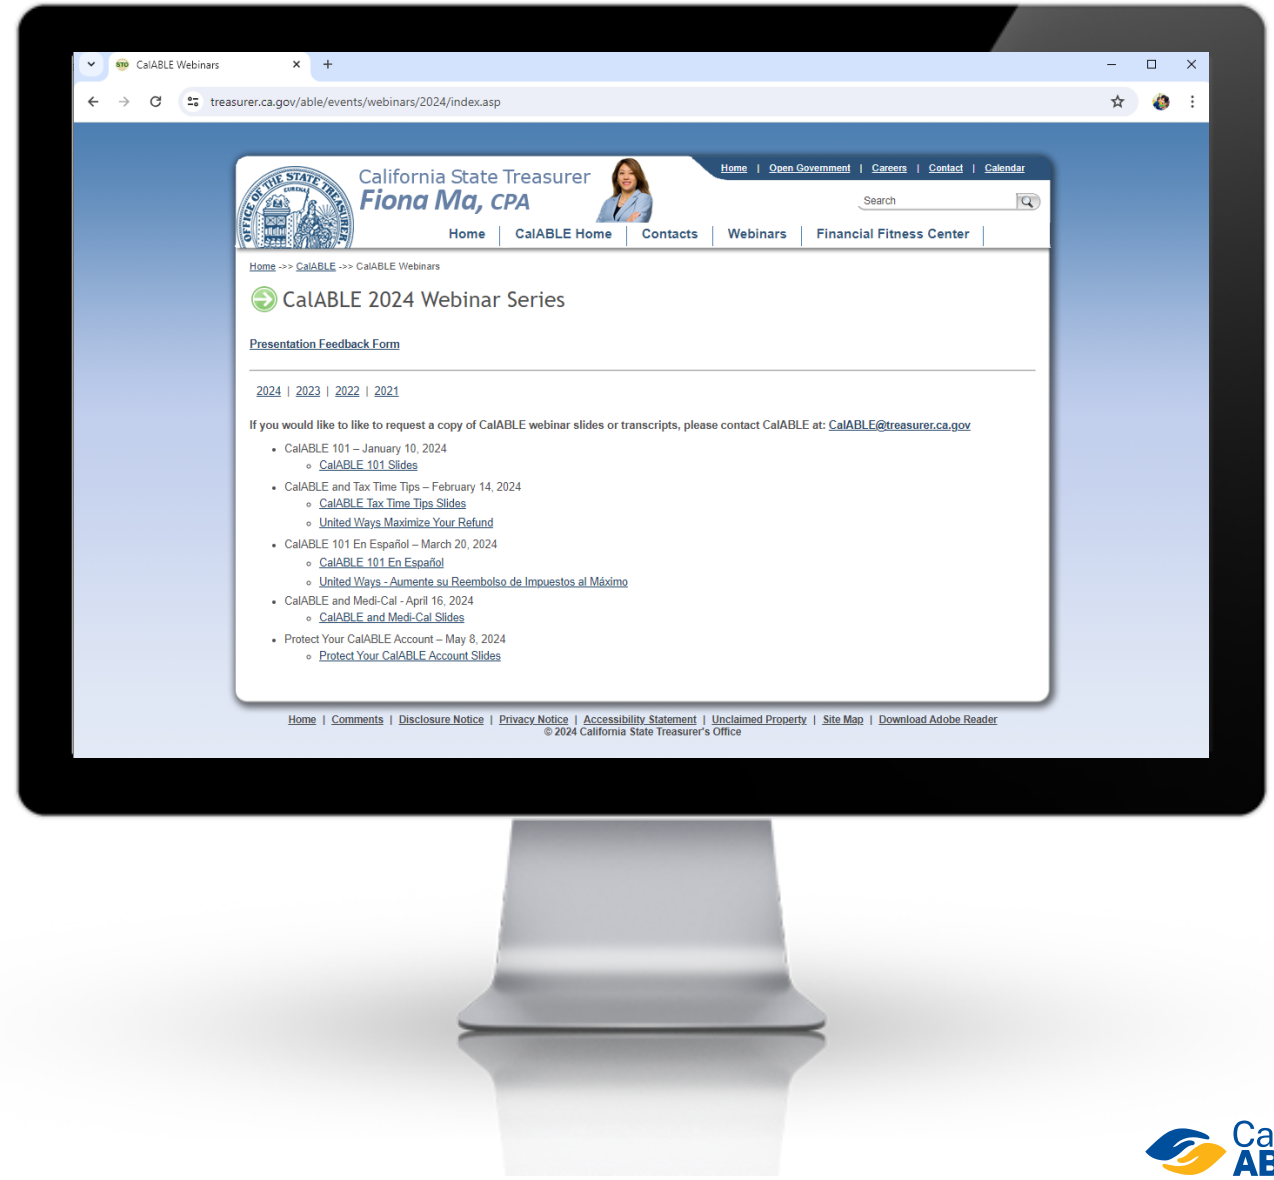 STO CalABLE Webinars
treasurer.ca.gov/able/events/webinars/2024/index.asp
OFFICE OF THE STATE TREASURER
EUREKA
California State Treasurer
Fiona Ma, CPA
Home | Open Government | Careers | Contact | Calendar
Search
Home | CalABLE Home | Contacts | Webinars | Financial Fitness Center |
Home ->> CalABLE ->> CalABLE Webinars
CalABLE 2024 Webinar Series
Presentation Feedback Form
2024 | 2023 | 2022 | 2021
If you would like to like to request a copy of CalABLE webinar slides or transcripts, please contact CalABLE at: CalABLE@treasurer.ca.gov
• CalABLE 101 – January 10, 2024
◦ CalABLE 101 Slides
• CalABLE and Tax Time Tips – February 14, 2024
◦ CalABLE Tax Time Tips Slides
◦ United Ways Maximize Your Refund
• CalABLE 101 En Español – March 20, 2024
◦ CalABLE 101 En Español
◦ United Ways - Aumente su Reembolso de Impuestos al Máximo
• CalABLE and Medi-Cal - April 16, 2024
◦ CalABLE and Medi-Cal Slides
• Protect Your CalABLE Account – May 8, 2024
◦ Protect Your CalABLE Account Slides
Home | Comments | Disclosure Notice | Privacy Notice | Accessibility Statement | Unclaimed Property | Site Map | Download Adobe Reader
© 2024 California State Treasurer's Office
Ca
AB